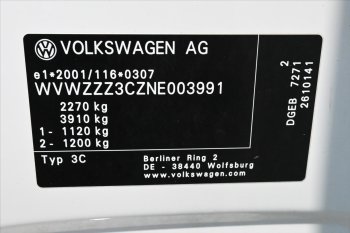 VOLKSWAGEN AG
e1*2001/116*0307
WVWZZZ3CZNE003991
2270 kg
3910 kg
1- 1120 kg
2- 1200 kg
Typ 3C
Berliner Ring 2
DE - 38440 Wolfsburg
www.volkswagen.com
DGEB 7271 2
2610141